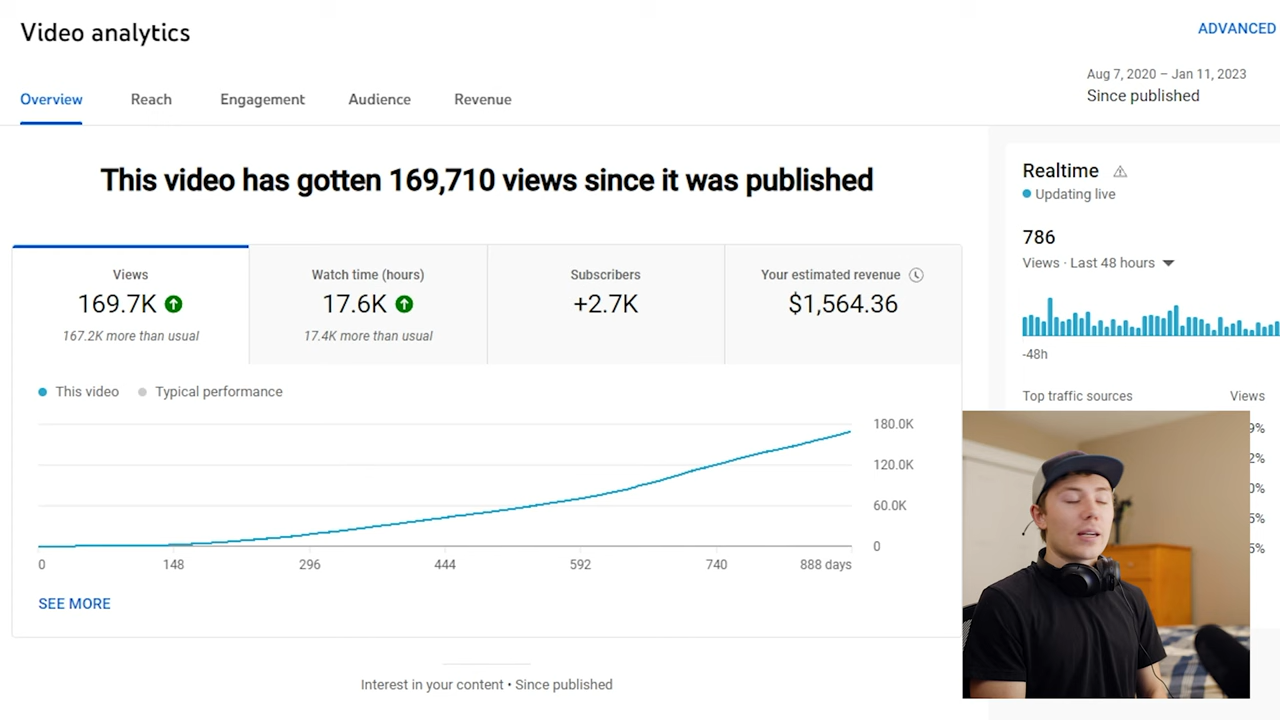 Video analytics
ADVANCED
Aug 7, 2020 – Jan 11, 2023
Since published
Overview
Reach
Engagement
Audience
Revenue
This video has gotten 169,710 views since it was published
Views
169.7K
167.2K more than usual
Watch time (hours)
17.6K
17.4K more than usual
Subscribers
+2.7K
Your estimated revenue
$1,564.36
This video
Typical performance
180.0K
120.0K
60.0K
0
0
148
296
444
592
740
888 days
SEE MORE
Interest in your content • Since published
Realtime
Updating live
786
Views · Last 48 hours
-48h
Top traffic sources
Views